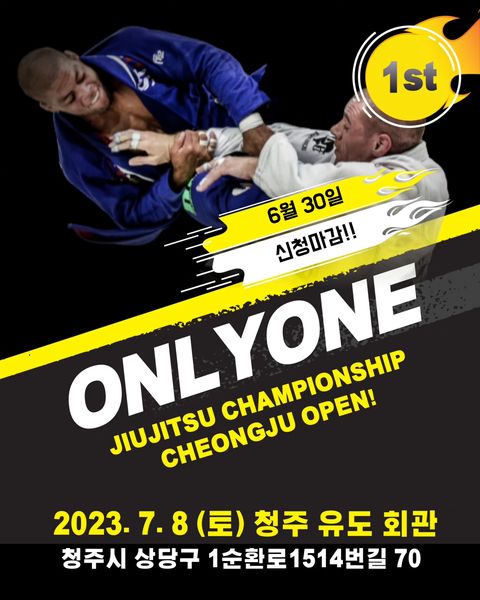 1st
6월 30일
신청마감!!
ONLYONE
JIUJITSU CHAMPIONSHIP
CHEONGJU OPEN!
2023. 7. 8 (토) 청주 유도 회관
청주시 상당구 1순환로1514번길 70